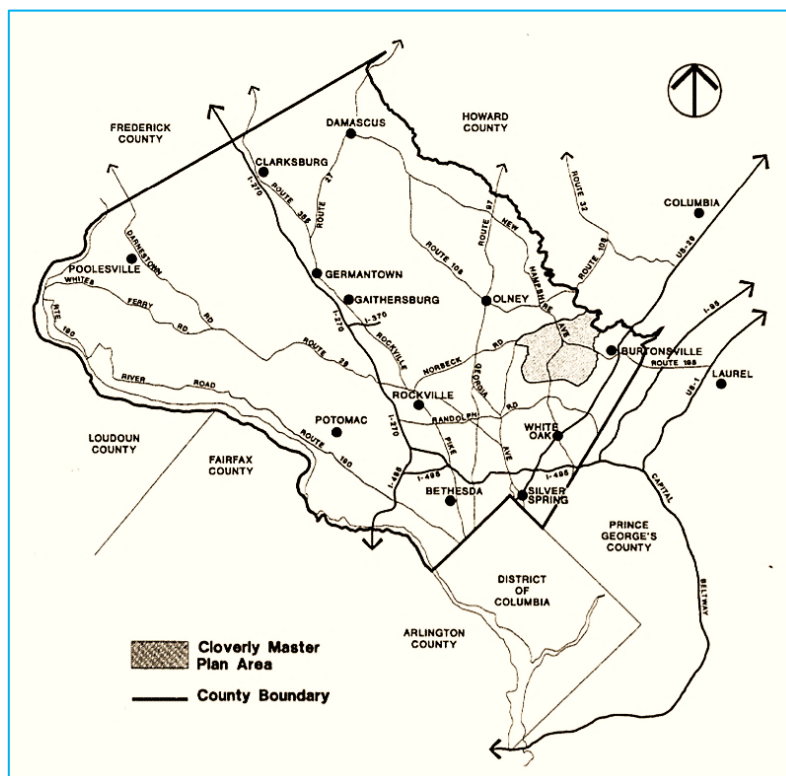 FREDERICK
COUNTY
DAMASCUS
HOWARD
COUNTY
CLARKSBURG
I-270
ROUTE 355
ROUTE 27
ROUTE 97
ROUTE 32
COLUMBIA
NEW
HAMPSHIRE
AVE
ROUTE 108
ROUTE 108
US-29
POOLESVILLE
DARNESTOWN
RD
GERMANTOWN
GAITHERSBURG
OLNEY
I-95
WHITES
FERRY
RD
RTE
190
I-270
I-370
ROCKVILLE
NORBECK
RD
BURTONSVILLE
ROUTE 198
ROUTE 28
US-1
LAUREL
RIVER
ROAD
ROUTE
190
ROCKVILLE
GEORGIA
RANDOLPH
RD
POTOMAC
I-270
PIKE
AVE
WHITE
OAK
LOUDOUN
COUNTY
FAIRFAX
COUNTY
I-495
I-495
I-495
CAPITAL
BELTWAY
BETHESDA
SILVER
SPRING
PRINCE
GEORGE'S
COUNTY
DISTRICT
OF
COLUMBIA
ARLINGTON
COUNTY
Cloverly Master
Plan Area
County Boundary